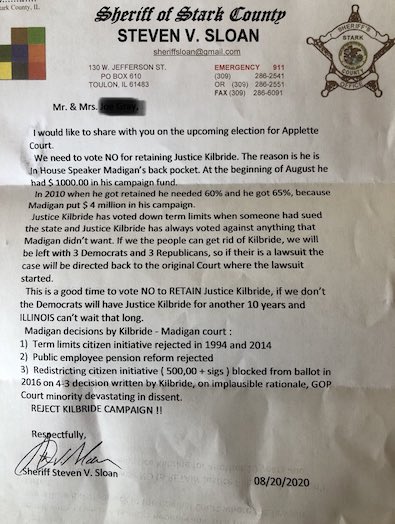 k County, IL
Sheriff of Stark County
STEVEN V. SLOAN
sheriffsloan@gmail.com
130 W. JEFFERSON ST.
PO BOX 610
TOULON, IL 61483
EMERGENCY 911
(309) 286-2541
OR (309) 286-2551
FAX (309) 286-6091
SHERIFF'S
STARK
COUNTY
OFFICE
Mr. & Mrs.
I would like to share with you on the upcoming election for Applette
Court.
We need to vote NO for retaining Justice Kilbride. The reason is he is
In House Speaker Madigan's back pocket. At the beginning of August he
had $ 1000.00 in his campaign fund.
In 2010 when he got retained he needed 60% and he got 65%, because
Madigan put $ 4 million in his campaign.
Justice Kilbride has voted down term limits when someone had sued
the state and Justice Kilbride has always voted against anything that
Madigan didn't want. If we the people can get rid of Kilbride, we will
be left with 3 Democrats and 3 Republicans, so if their is a lawsuit the
case will be directed back to the original Court where the lawsuit
started.
This is a good time to vote NO to RETAIN Justice Kilbride, if we don't
the Democrats will have Justice Kilbride for another 10 years and
ILLINOIS can't wait that long.
Madigan decisions by Kilbride - Madigan court :
1) Term limits citizen initiative rejected in 1994 and 2014
2) Public employee pension reform rejected
3) Redistricting citizen initiative ( 500,00 + sigs ) blocked from ballot in
2016 on 4-3 decision written by Kilbride, on implausible rationale, GOP
Court minority devastating in dissent.
REJECT KILBRIDE CAMPAIGN !!
Respectfully,
Sheriff Steven V. Sloan
08/20/2020